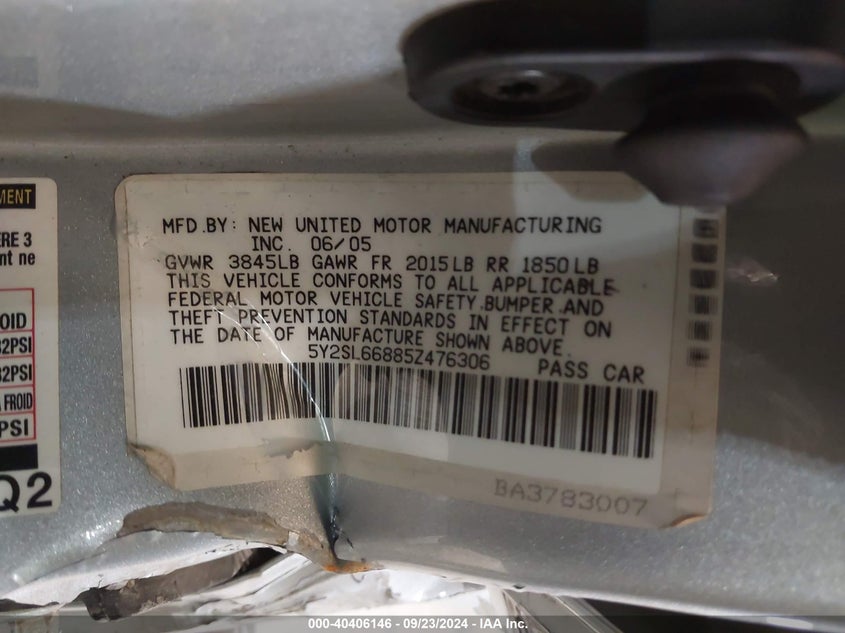 MFD.BY: NEW UNITED MOTOR MANUFACTURING
INC. 06/05
GVWR 3845LB GAWR FR 2015LB RR 1850LB
THIS VEHICLE CONFORMS TO ALL APPLICABLE
FEDERAL MOTOR VEHICLE SAFETY.BUMPER.AND
THEFT PREVENTION STANDARDS IN EFFECT ON
THE DATE OF MANUFACTURE SHOWN ABOVE.
5Y2SL66885Z476306 PASS CAR
BA3783007
MENT
ERE 3
nt ne
OID
32PSI
32PSI
A FROID
PSI
Q2
000-40406146 - 09/23/2024 - IAA Inc.